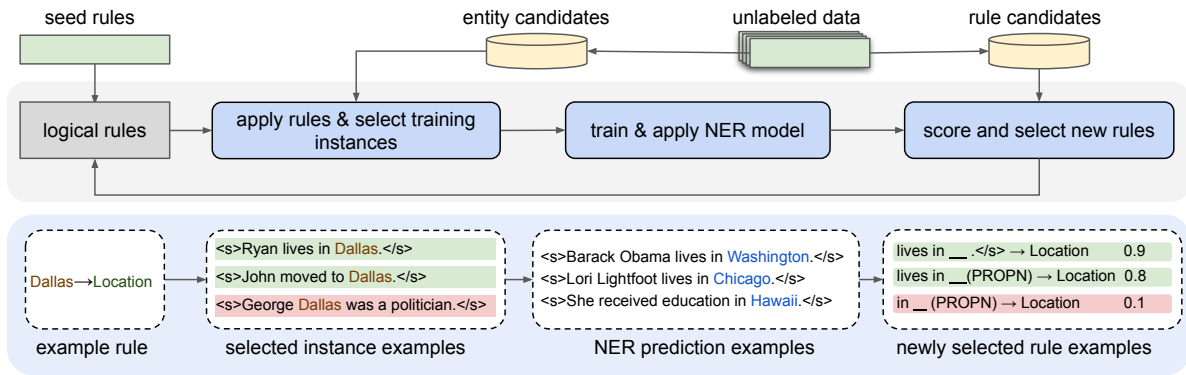 seed rules
entity candidates
unlabeled data
rule candidates
logical rules
apply rules & select training
instances
train & apply NER model
score and select new rules
Dallas→Location
<s>Ryan lives in Dallas.</s>
<s>John moved to Dallas.</s>
<s>George Dallas was a politician.</s>
<s>Barack Obama lives in Washington.</s>
<s>Lori Lightfoot lives in Chicago.</s>
<s>She received education in Hawaii.</s>
lives in __ .</s> → Location 0.9
lives in __(PROPN) → Location 0.8
in __ (PROPN) → Location 0.1
example rule
selected instance examples
NER prediction examples
newly selected rule examples